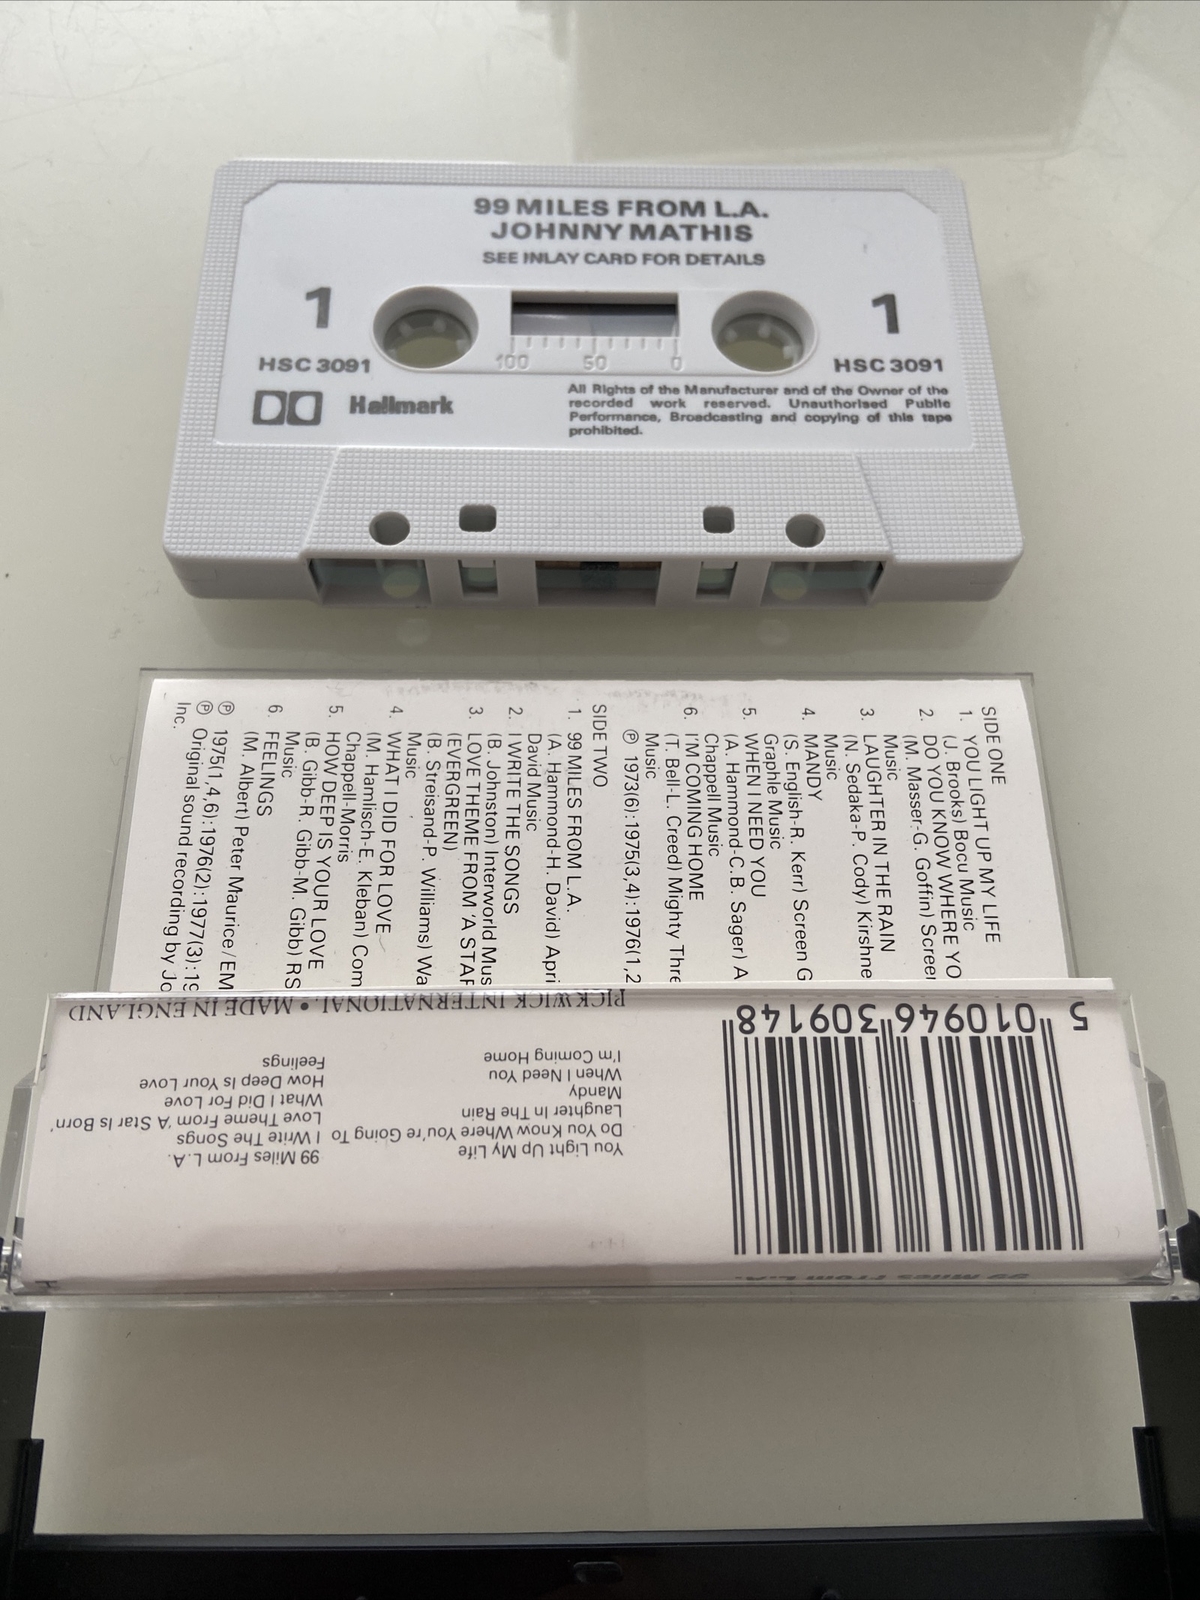 99 MILES FROM L.A.
JOHNNY MATHIS
SEE INLAY CARD FOR DETAILS
1
1
HSC 3091
HSC 3091
100 50 0
Hallmark
All Rights of the Manufacturer and of the Owner of the
recorded work reserved. Unauthorised Public
Performance, Broadcasting and copying of this tape
prohibited.
SIDE ONE
1. YOU LIGHT UP MY LIFE
(J. Brooks) Bocu Music
2. DO YOU KNOW WHERE YO
(M. Masser-G. Goffin) Screen
Music
3. LAUGHTER IN THE RAIN
(N. Sedaka-P. Cody) Kirshne
4. MANDY
(S. English-R. Kerr) Screen G
Graphle Music
5. WHEN I NEED YOU
(A. Hammond-C.B. Sager) A
Chappell Music
6. I'M COMING HOME
(T. Bell-L. Creed) Mighty Thre
Music
℗ 1973(6):1975(3,4):1976(1,2
SIDE TWO
1. 99 MILES FROM L.A.
(A. Hammond-H. David) Apri
David Music
2. I WRITE THE SONGS
(B. Johnston) Interworld Mus
3. LOVE THEME FROM 'A STAR
(EVERGREEN)
(B. Streisand-P. Williams) Wa
Music
4. WHAT I DID FOR LOVE
(M. Hamlisch-E. Kleban) Com
Chappell-Morris
5. HOW DEEP IS YOUR LOVE
(B. Gibb-R. Gibb-M. Gibb) RS
Music
6. FEELINGS
(M. Albert) Peter Maurice/EM
℗ 1975(1,4,6):1976(2):1977(3):19
℗ Original sound recording by Jo
Inc.
99 Miles From L.A.
You Light Up My Life
Do You Know Where You're Going To
Laughter In The Rain
Mandy
When I Need You
I'm Coming Home
99 Miles From L.A.
I Write The Songs
Love Theme From 'A Star Is Born'
What I Did For Love
How Deep Is Your Love
Feelings
PICKWICK INTERNATIONAL • MADE IN ENGLAND
5 010946 309148